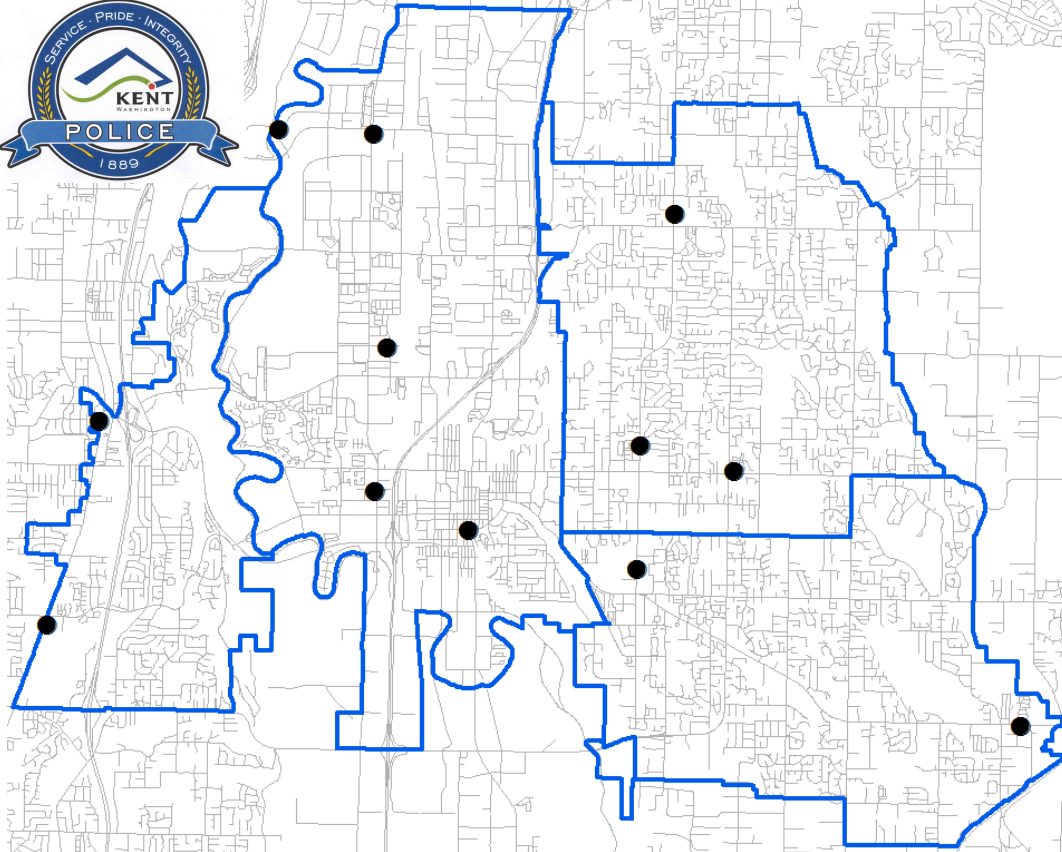 SERVICE · PRIDE · INTEGRITY
KENT
WASHINGTON
POLICE
1889